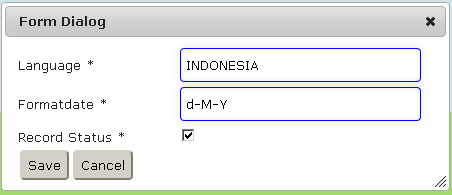 Form Dialog
Language * INDONESIA
Formatdate * d-M-Y
Record Status *
Save Cancel